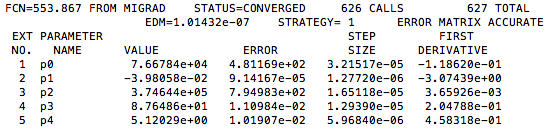 FCN=553.867 FROM MIGRAD STATUS=CONVERGED 626 CALLS 627 TOTAL
EDM=1.01432e-07 STRATEGY= 1 ERROR MATRIX ACCURATE
EXT PARAMETER STEP FIRST
NO. NAME VALUE ERROR SIZE DERIVATIVE
1 p0 7.66784e+04 4.81169e+02 3.21517e-05 -1.18620e-01
2 p1 -3.98058e-02 9.14167e-05 1.27720e-06 -3.07439e+00
3 p2 3.74644e+05 7.94983e+02 1.65118e-05 3.65926e-03
4 p3 8.76486e+01 1.10984e-02 1.29390e-05 2.04788e-01
5 p4 5.12029e+00 1.01907e-02 5.96840e-06 4.58318e-01